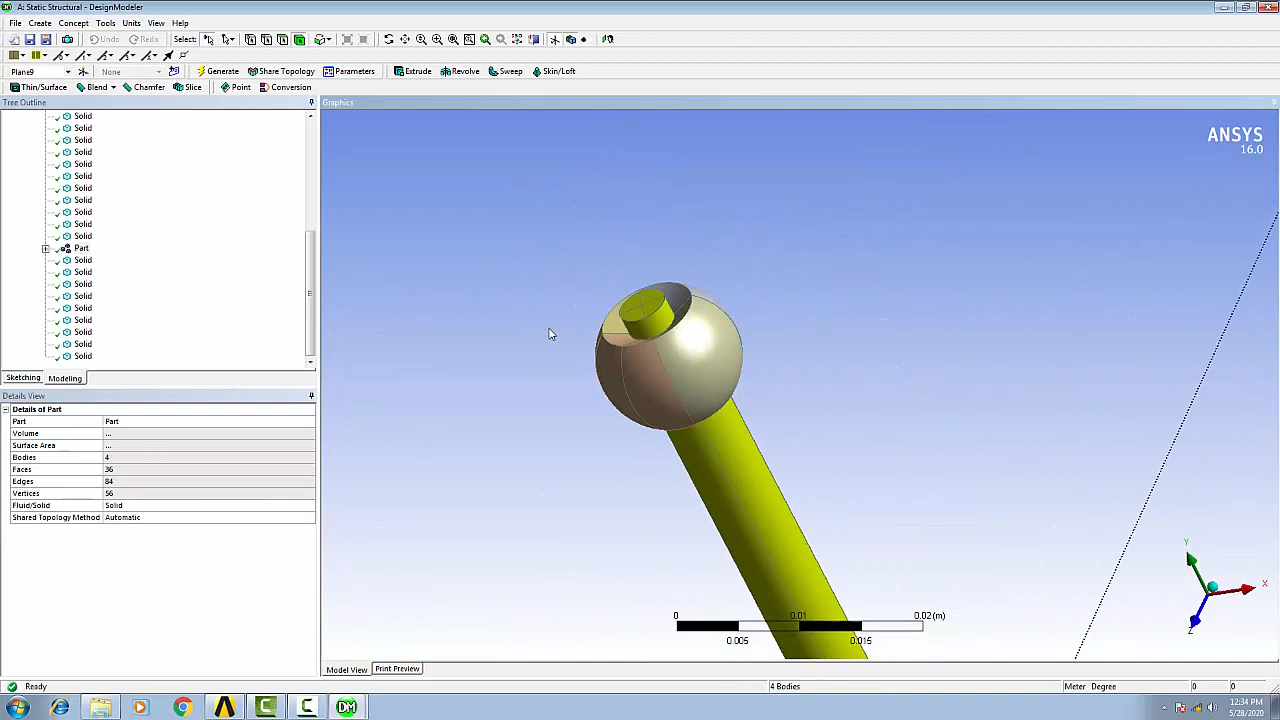 A: Static Structural - DesignModeler
File Create Concept Tools Units View Help
Undo Redo Select:
Plane9 None Generate Share Topology Parameters Extrude Revolve Sweep Skin/Loft
Thin/Surface Blend Chamfer Slice Point Conversion
Tree Outline
Solid
Solid
Solid
Solid
Solid
Solid
Solid
Solid
Solid
Solid
Solid
Part
Solid
Solid
Solid
Solid
Solid
Solid
Solid
Solid
Solid
Sketching Modeling
Details View
Details of Part
Part Part
Volume ...
Surface Area ...
Bodies 4
Faces 36
Edges 84
Vertices 56
Fluid/Solid Solid
Shared Topology Method Automatic
Graphics
ANSYS
16.0
Y
X
Z
0 0.01 0.02 (m)
0.005 0.015
Model View Print Preview
Ready 4 Bodies Meter Degree 0 0
12:34 PM
5/28/2020